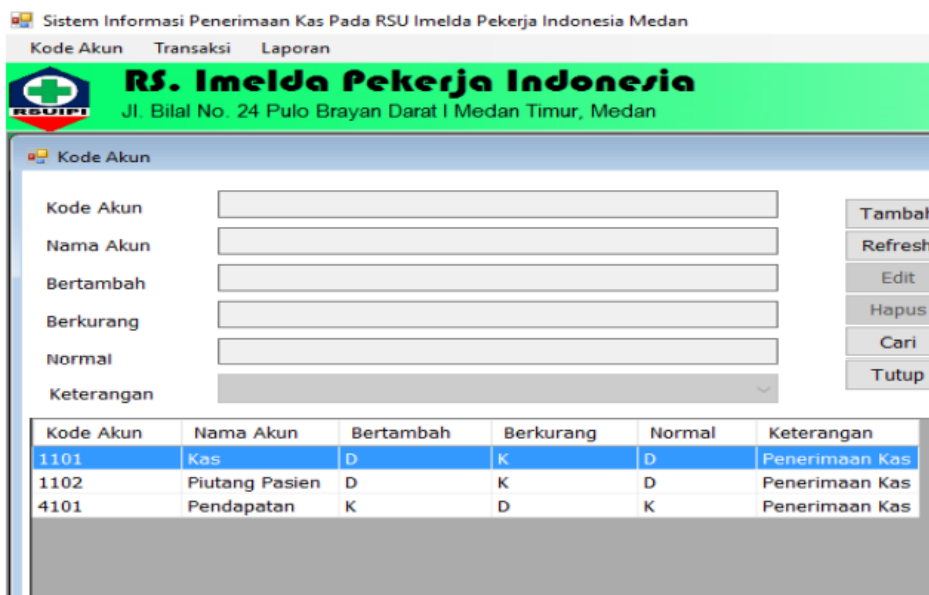 Sistem Informasi Penerimaan Kas Pada RSU Imelda Pekerja Indonesia Medan
Kode Akun Transaksi Laporan
RS. Imelda Pekerja Indonesia
RSUIPI
Jl. Bilal No. 24 Pulo Brayan Darat I Medan Timur, Medan
Kode Akun
Kode Akun
Tambah
Nama Akun
Refresh
Bertambah
Edit
Berkurang
Hapus
Normal
Cari
Keterangan
Tutup
Kode Akun Nama Akun Bertambah Berkurang Normal Keterangan
1101 Kas D K D Penerimaan Kas
1102 Piutang Pasien D K D Penerimaan Kas
4101 Pendapatan K D K Penerimaan Kas